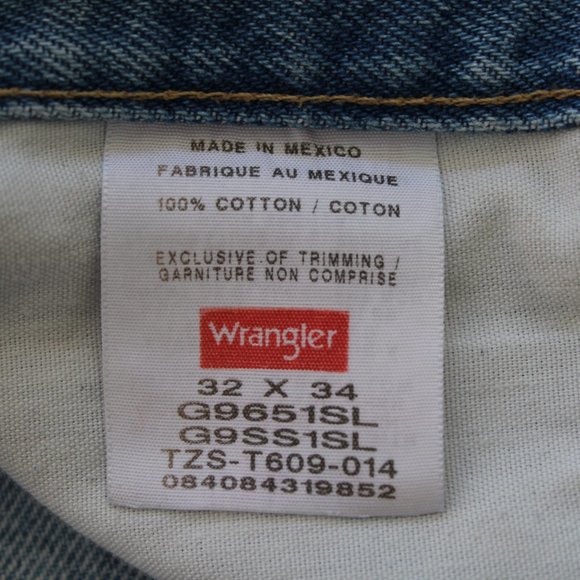 MADE IN MEXICO
FABRIQUE AU MEXIQUE
100% COTTON / COTON
EXCLUSIVE OF TRIMMING /
GARNITURE NON COMPRISE
Wrangler
32 X 34
G9651SL
G9SS1SL
TZS-T609-014
084084319852